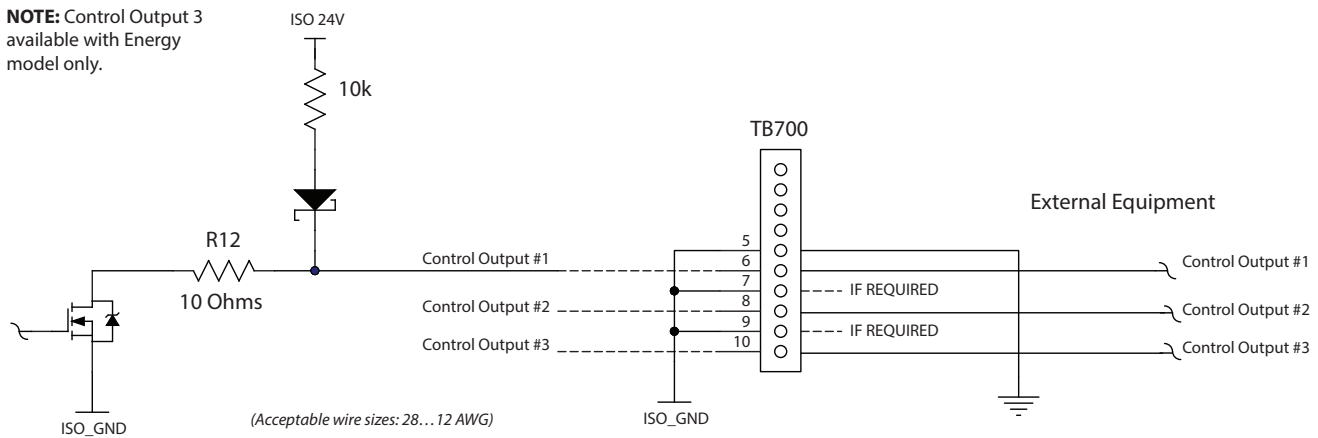 NOTE: Control Output 3
available with Energy
model only.
ISO 24V
10k
TB700
External Equipment
R12
10 Ohms
Control Output #1
Control Output #2
Control Output #3
5
6
7
8
9
10
IF REQUIRED
IF REQUIRED
Control Output #1
Control Output #2
Control Output #3
ISO_GND
(Acceptable wire sizes: 28…12 AWG)
ISO_GND